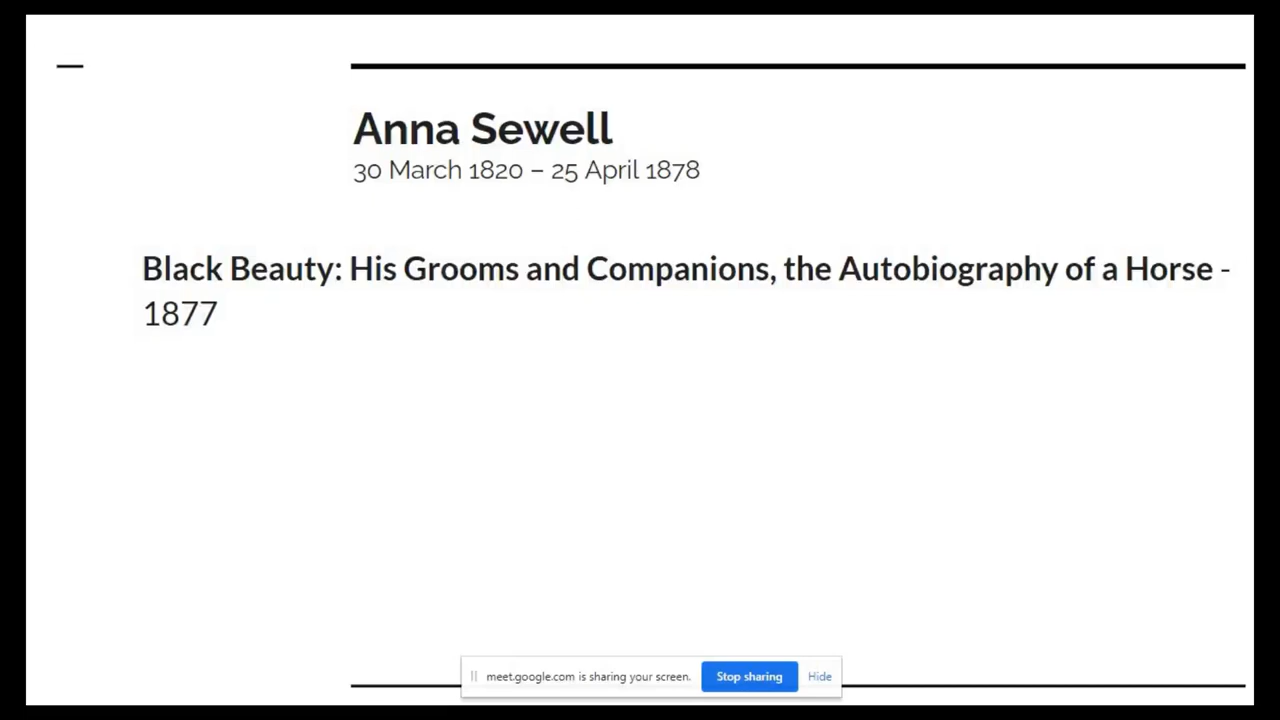 Anna Sewell
30 March 1820 – 25 April 1878
Black Beauty: His Grooms and Companions, the Autobiography of a Horse -
1877
meet.google.com is sharing your screen.
Stop sharing
Hide